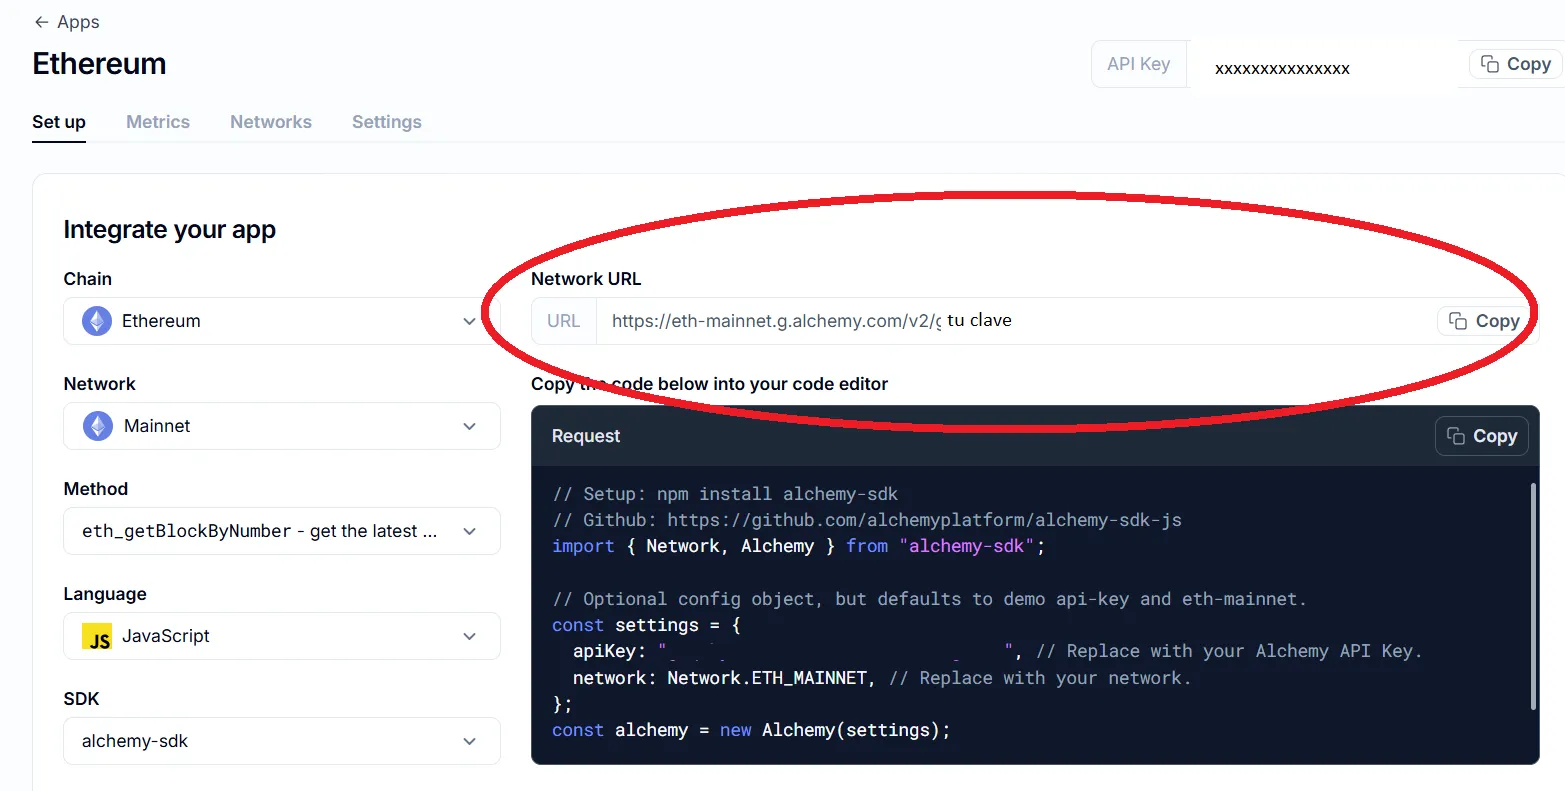 ← Apps
Ethereum
API Key xxxxxxxxxxxxxxx Copy
Set up Metrics Networks Settings
Integrate your app
Chain
Ethereum
Network URL
URL https://eth-mainnet.g.alchemy.com/v2/ tu clave Copy
Network
Mainnet
Method
eth_getBlockByNumber - get the latest ...
Language
JS JavaScript
SDK
alchemy-sdk
Copy the code below into your code editor
Request Copy
// Setup: npm install alchemy-sdk
// Github: https://github.com/alchemyplatform/alchemy-sdk-js
import { Network, Alchemy } from "alchemy-sdk";
// Optional config object, but defaults to demo api-key and eth-mainnet.
const settings = {
apiKey: " ", // Replace with your Alchemy API Key.
network: Network.ETH_MAINNET, // Replace with your network.
};
const alchemy = new Alchemy(settings);